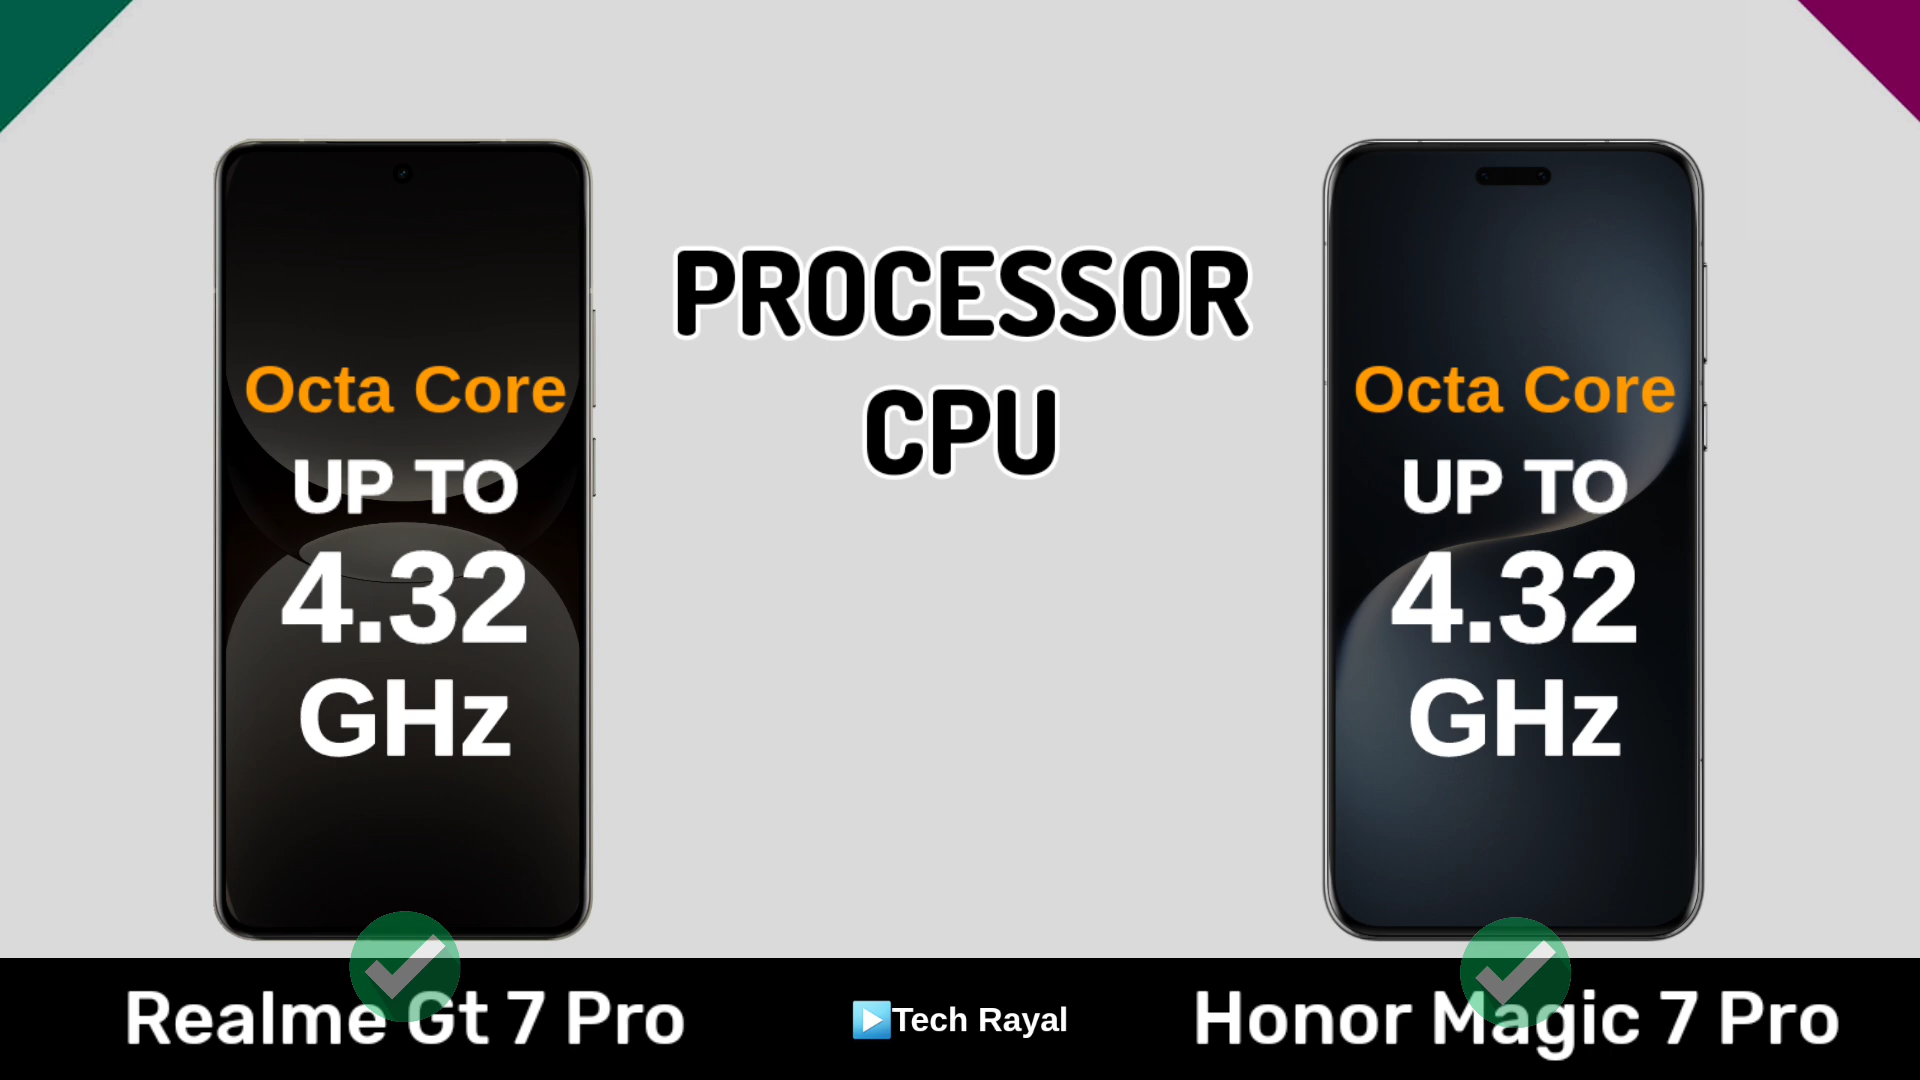 PROCESSOR
CPU
Octa Core
UP TO
4.32
GHz
Octa Core
UP TO
4.32
GHz
Realme Gt 7 Pro
Tech Rayal
Honor Magic 7 Pro